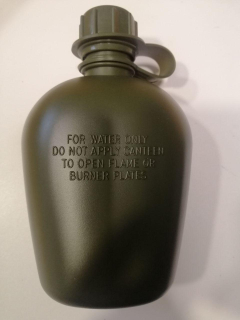 FOR WATER ONLY
DO NOT APPLY CANTEEN
TO OPEN FLAME OR
BURNER PLATES